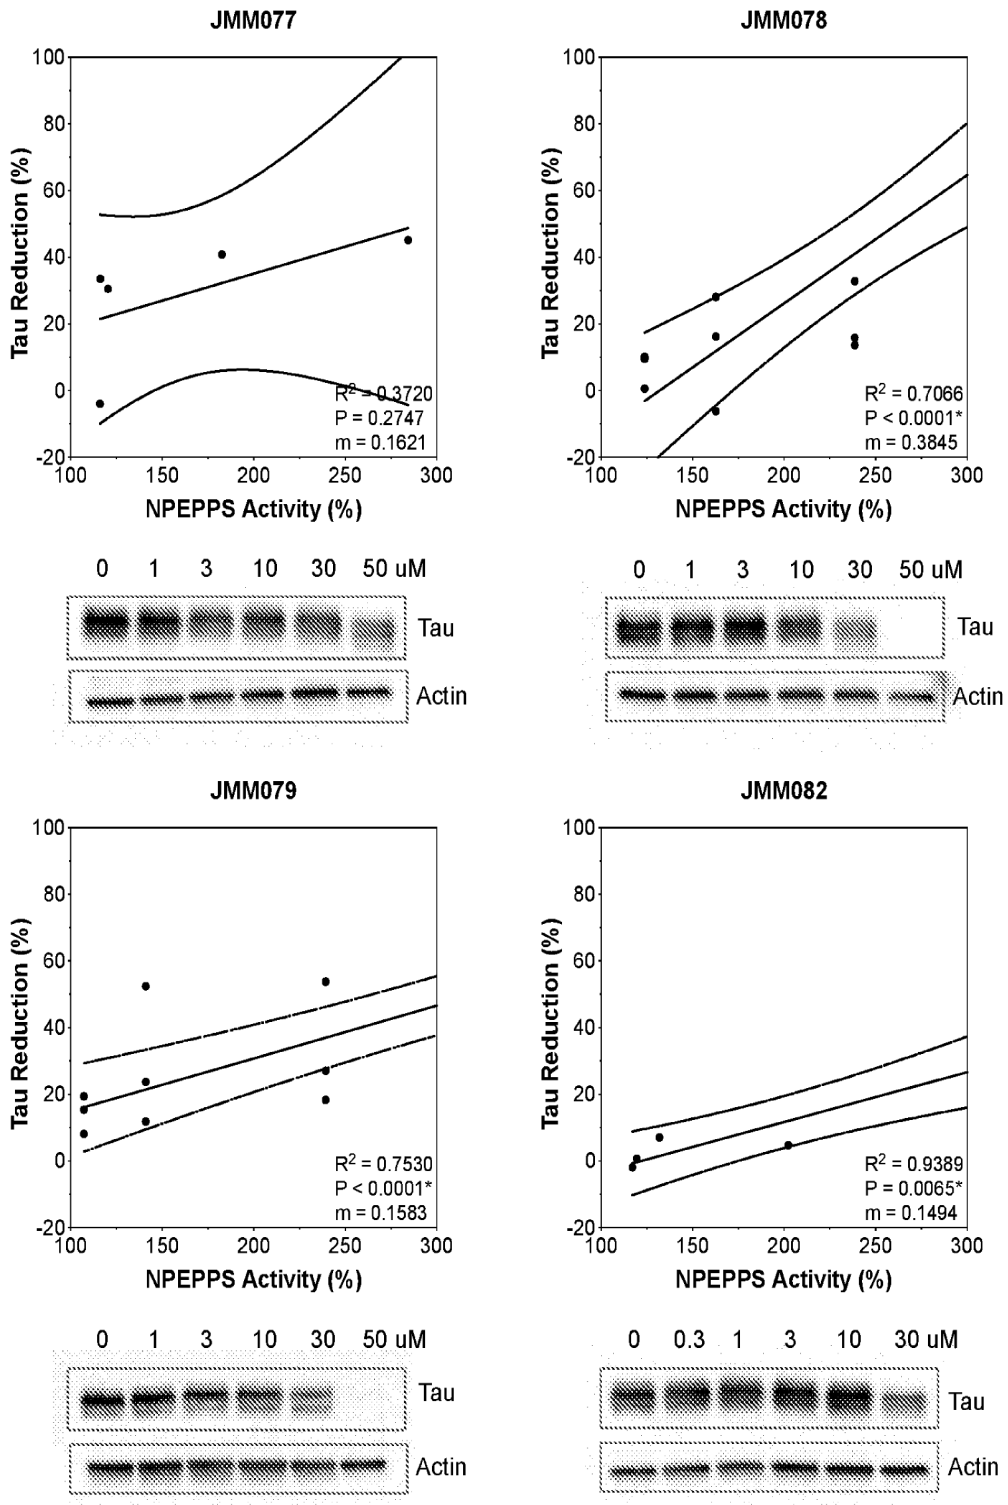 JMM077
100
80
60
40
20
0
-20
Tau Reduction (%)
R² = 0.3720
P = 0.2747
m = 0.1621
100 150 200 250 300
NPEPPS Activity (%)
0 1 3 10 30 50 uM
Tau
Actin
JMM078
100
80
60
40
20
0
-20
Tau Reduction (%)
R² = 0.7066
P < 0.0001*
m = 0.3845
100 150 200 250 300
NPEPPS Activity (%)
0 1 3 10 30 50 uM
Tau
Actin
JMM079
100
80
60
40
20
0
-20
Tau Reduction (%)
R² = 0.7530
P < 0.0001*
m = 0.1583
100 150 200 250 300
NPEPPS Activity (%)
0 1 3 10 30 50 uM
Tau
Actin
JMM082
100
80
60
40
20
0
-20
Tau Reduction (%)
R² = 0.9389
P = 0.0065*
m = 0.1494
100 150 200 250 300
NPEPPS Activity (%)
0 0.3 1 3 10 30 uM
Tau
Actin